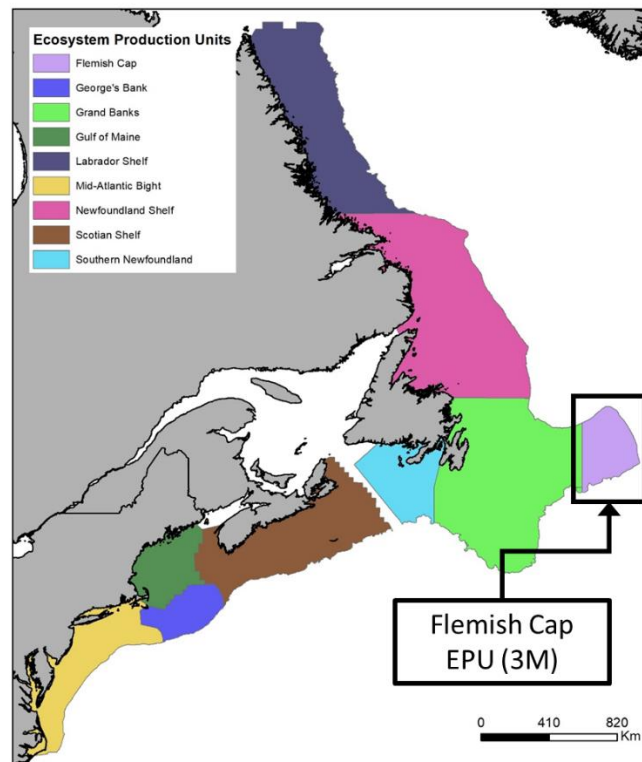 Ecosystem Production Units
Flemish Cap
George's Bank
Grand Banks
Gulf of Maine
Labrador Shelf
Mid-Atlantic Bight
Newfoundland Shelf
Scotian Shelf
Southern Newfoundland
Flemish Cap
EPU (3M)
0 410 820
Km